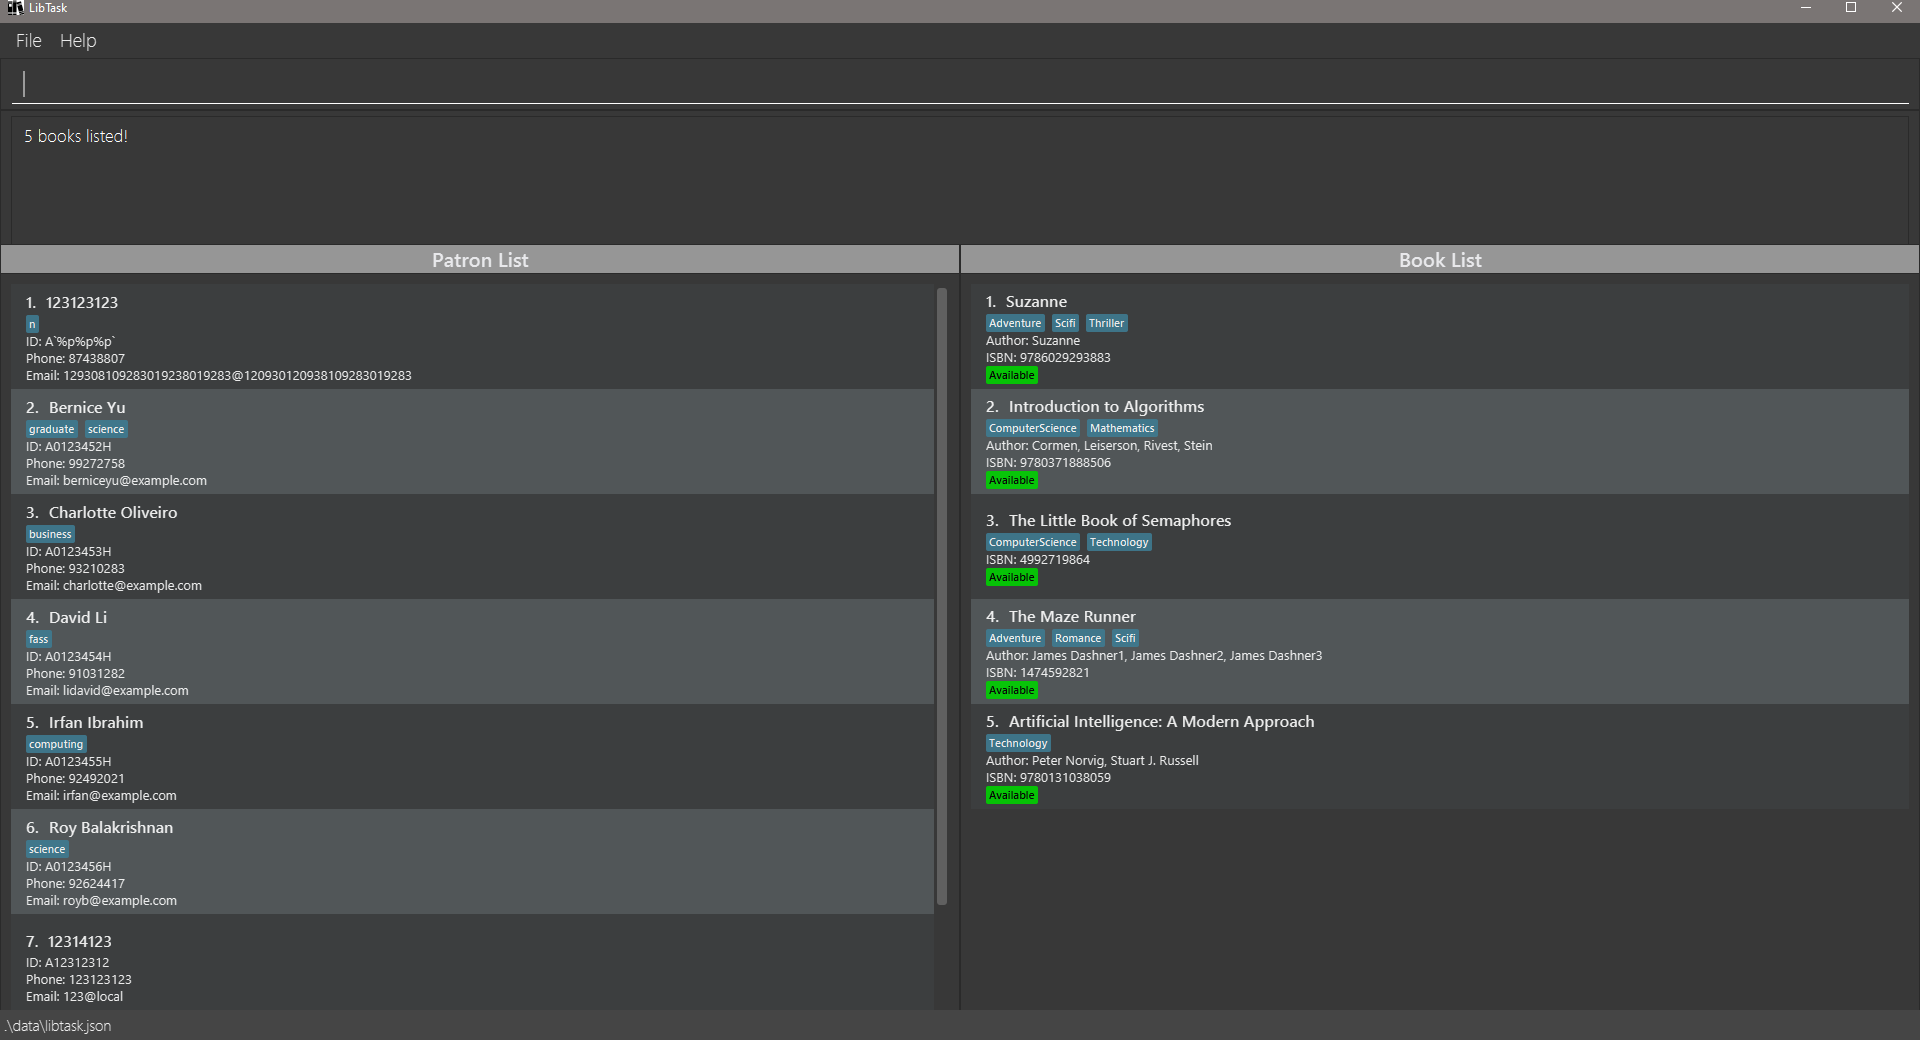 LibTask
File Help
5 books listed!
Patron List
1. 123123123
n
ID: A`%p%p%p`
Phone: 87438807
Email: 129308109283019238019283@120930120938109283019283
2. Bernice Yu
graduate science
ID: A0123452H
Phone: 99272758
Email: berniceyu@example.com
3. Charlotte Oliveiro
business
ID: A0123453H
Phone: 93210283
Email: charlotte@example.com
4. David Li
fass
ID: A0123454H
Phone: 91031282
Email: lidavid@example.com
5. Irfan Ibrahim
computing
ID: A0123455H
Phone: 92492021
Email: irfan@example.com
6. Roy Balakrishnan
science
ID: A0123456H
Phone: 92624417
Email: royb@example.com
7. 12314123
ID: A12312312
Phone: 123123123
Email: 123@local
Book List
1. Suzanne
Adventure Scifi Thriller
Author: Suzanne
ISBN: 9786029293883
Available
2. Introduction to Algorithms
ComputerScience Mathematics
Author: Cormen, Leiserson, Rivest, Stein
ISBN: 9780371888506
Available
3. The Little Book of Semaphores
ComputerScience Technology
ISBN: 4992719864
Available
4. The Maze Runner
Adventure Romance Scifi
Author: James Dashner1, James Dashner2, James Dashner3
ISBN: 1474592821
Available
5. Artificial Intelligence: A Modern Approach
Technology
Author: Peter Norvig, Stuart J. Russell
ISBN: 9780131038059
Available
.\data\libtask.json